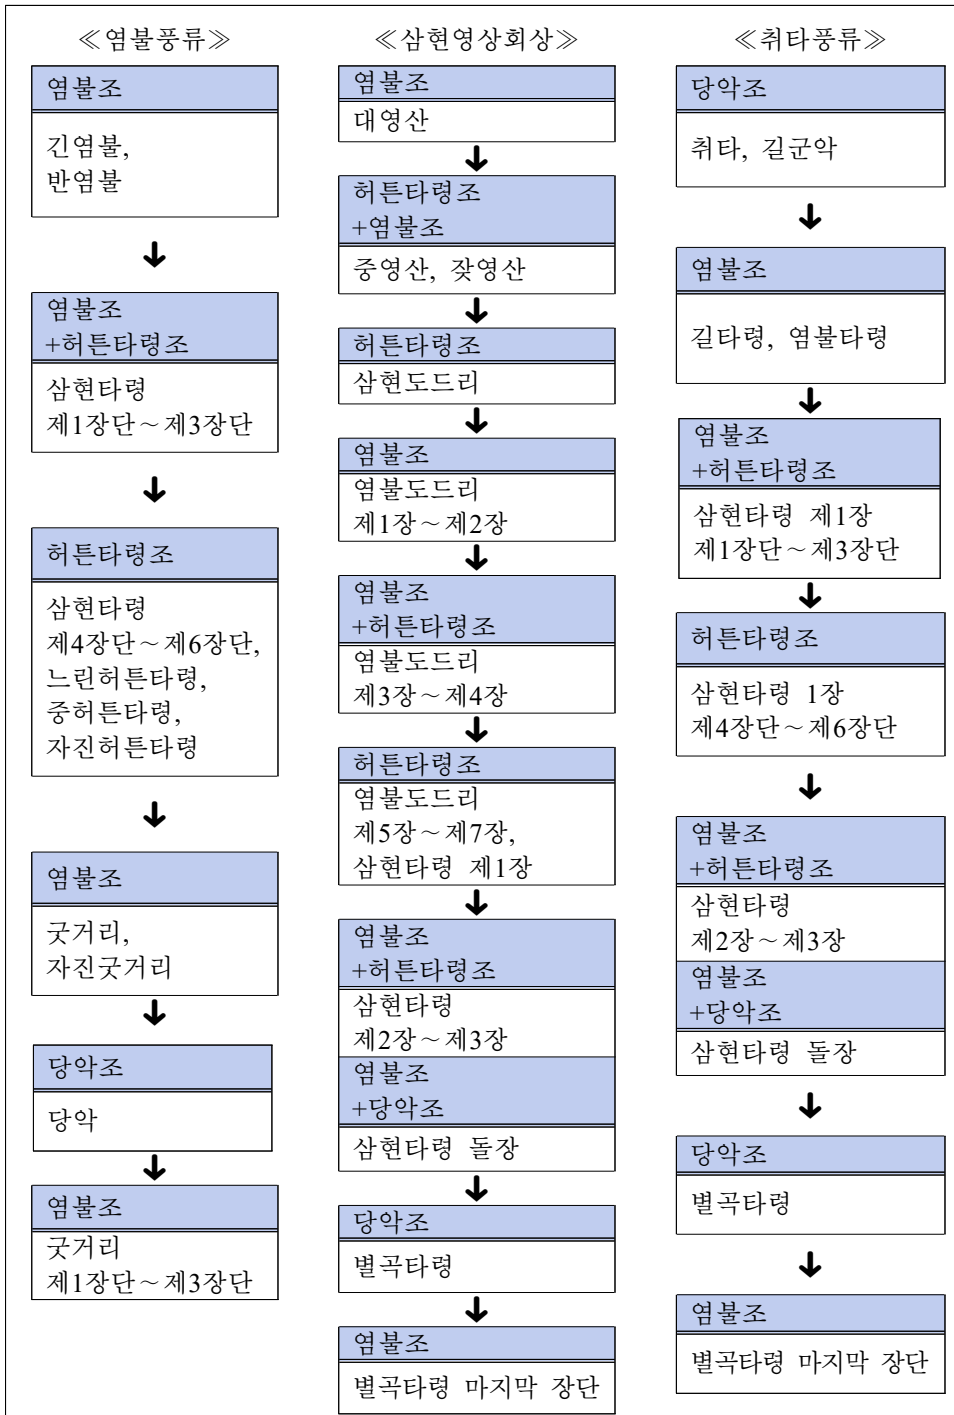 ≪염불풍류≫
염불조
긴염불,
반염불
염불조
+허튼타령조
삼현타령
제1장단～제3장단
허튼타령조
삼현타령
제4장단～제6장단,
느린허튼타령,
중허튼타령,
자진허튼타령
염불조
굿거리,
자진굿거리
당악조
당악
염불조
굿거리
제1장단～제3장단
≪삼현영상회상≫
염불조
대영산
허튼타령조
+염불조
중영산, 잦영산
허튼타령조
삼현도드리
염불조
염불도드리
제1장～제2장
염불조
+허튼타령조
염불도드리
제3장～제4장
허튼타령조
염불도드리
제5장～제7장,
삼현타령 제1장
염불조
+허튼타령조
삼현타령
제2장～제3장
염불조
+당악조
삼현타령 돌장
당악조
별곡타령
염불조
별곡타령 마지막 장단
≪취타풍류≫
당악조
취타, 길군악
염불조
길타령, 염불타령
염불조
+허튼타령조
삼현타령 제1장
제1장단～제3장단
허튼타령조
삼현타령 1장
제4장단～제6장단
염불조
+허튼타령조
삼현타령
제2장～제3장
염불조
+당악조
삼현타령 돌장
당악조
별곡타령
염불조
별곡타령 마지막 장단